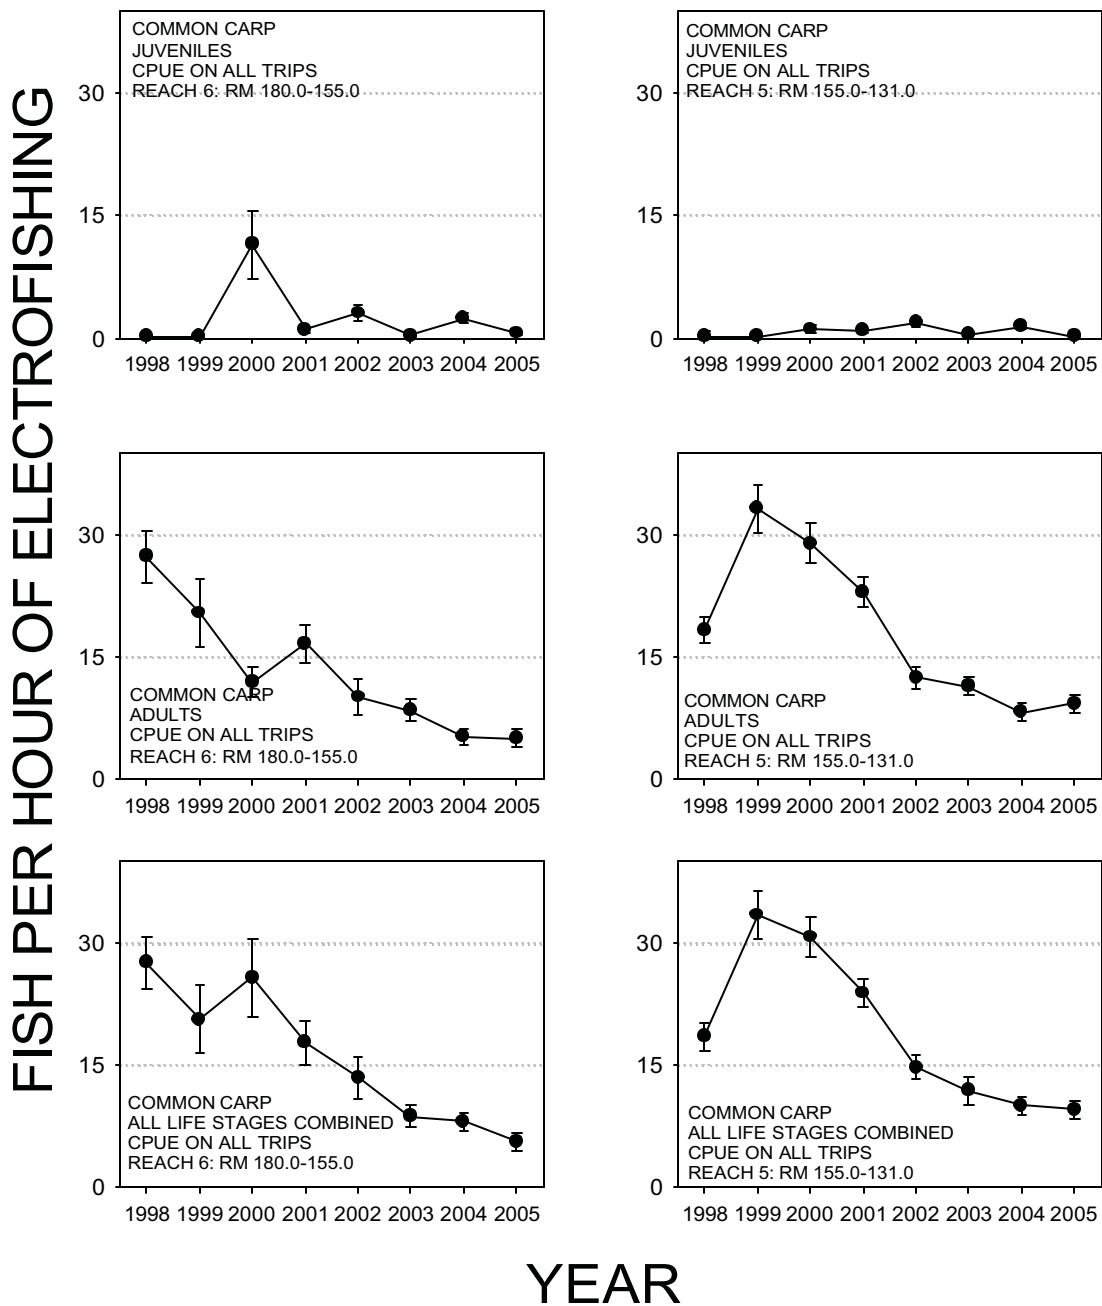 FISH PER HOUR OF ELECTROFISHING
COMMON CARP
JUVENILES
CPUE ON ALL TRIPS
REACH 6: RM 180.0-155.0
30
15
0
1998 1999 2000 2001 2002 2003 2004 2005
COMMON CARP
JUVENILES
CPUE ON ALL TRIPS
REACH 5: RM 155.0-131.0
30
15
0
1998 1999 2000 2001 2002 2003 2004 2005
30
15
COMMON CARP
ADULTS
CPUE ON ALL TRIPS
REACH 6: RM 180.0-155.0
0
1998 1999 2000 2001 2002 2003 2004 2005
30
15
COMMON CARP
ADULTS
CPUE ON ALL TRIPS
REACH 5: RM 155.0-131.0
0
1998 1999 2000 2001 2002 2003 2004 2005
30
15
COMMON CARP
ALL LIFE STAGES COMBINED
CPUE ON ALL TRIPS
REACH 6: RM 180.0-155.0
0
1998 1999 2000 2001 2002 2003 2004 2005
30
15
COMMON CARP
ALL LIFE STAGES COMBINED
CPUE ON ALL TRIPS
REACH 5: RM 155.0-131.0
0
1998 1999 2000 2001 2002 2003 2004 2005
YEAR